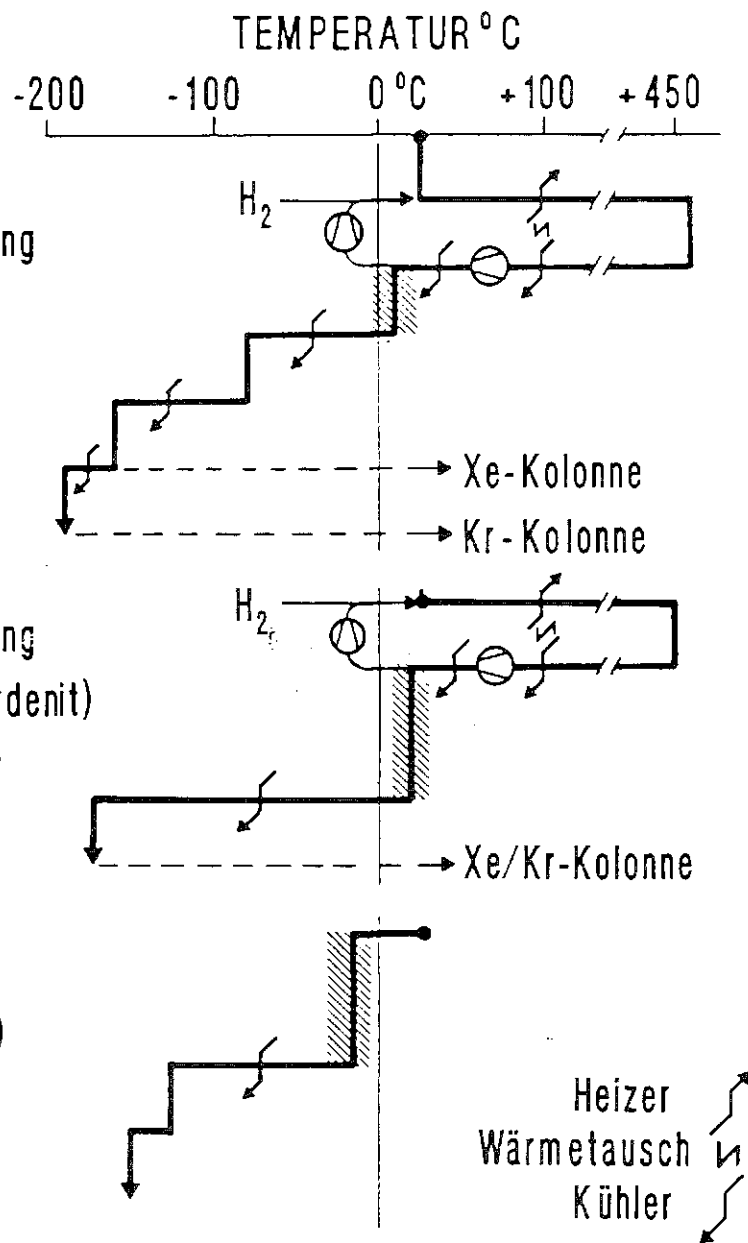 TEMPERATUR °C
-200 -100 0 °C +100 +450
H₂
ng
Xe-Kolonne
Kr-Kolonne
H₂
ng
rdenit)
Xe/Kr-Kolonne
)
Heizer
Wärmetausch
Kühler